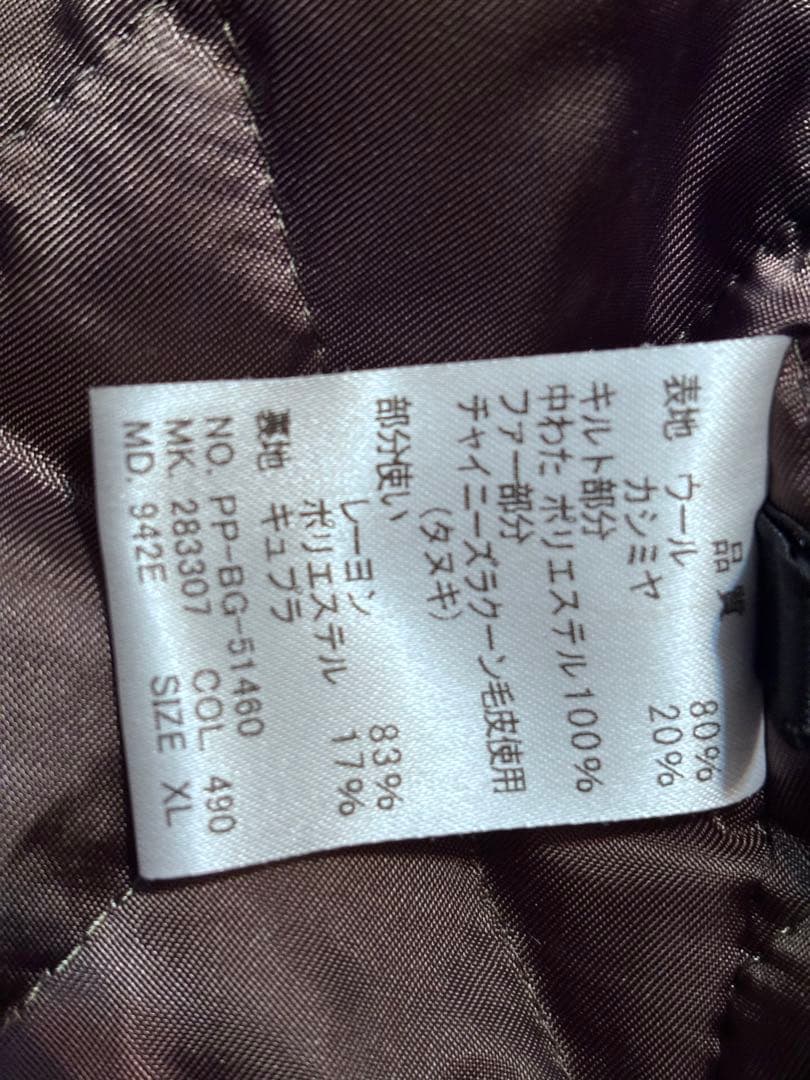 品質
表地 ウール 80%
カシミヤ 20%
キルト部分
中わた ポリエステル100%
ファー部分
チャイニーズラクーン毛皮使用
(タヌキ)
部分使い
レーヨン 83%
ポリエステル 17%
裏地 キュプラ
NO. PP-BG-51460
MK. 283307 COL 490
MD. 942E SIZE XL